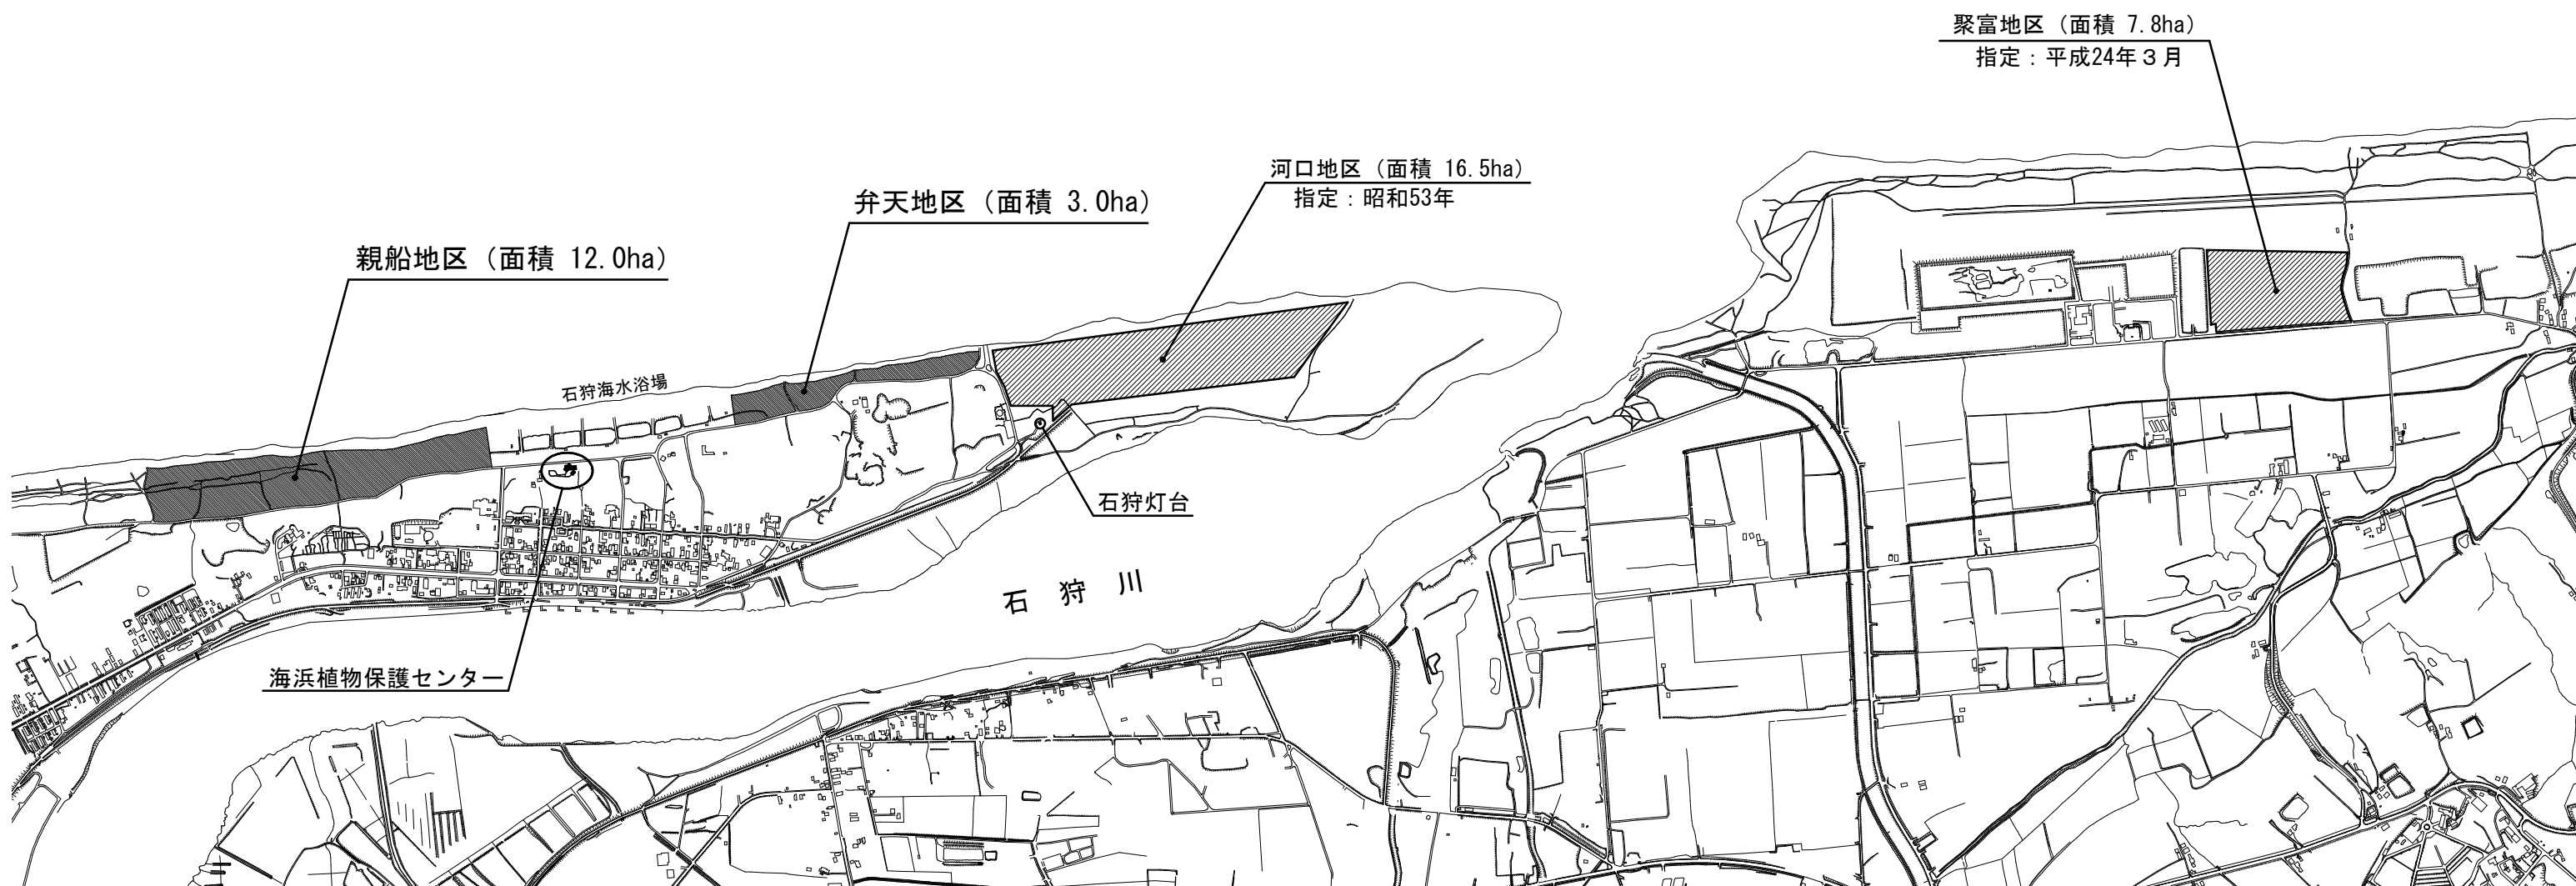 聚富地区（面積 7.8ha）
指定：平成24年３月
河口地区（面積 16.5ha）
指定：昭和53年
弁天地区（面積 3.0ha）
親船地区（面積 12.0ha）
石狩海水浴場
石狩灯台
石狩川
海浜植物保護センター